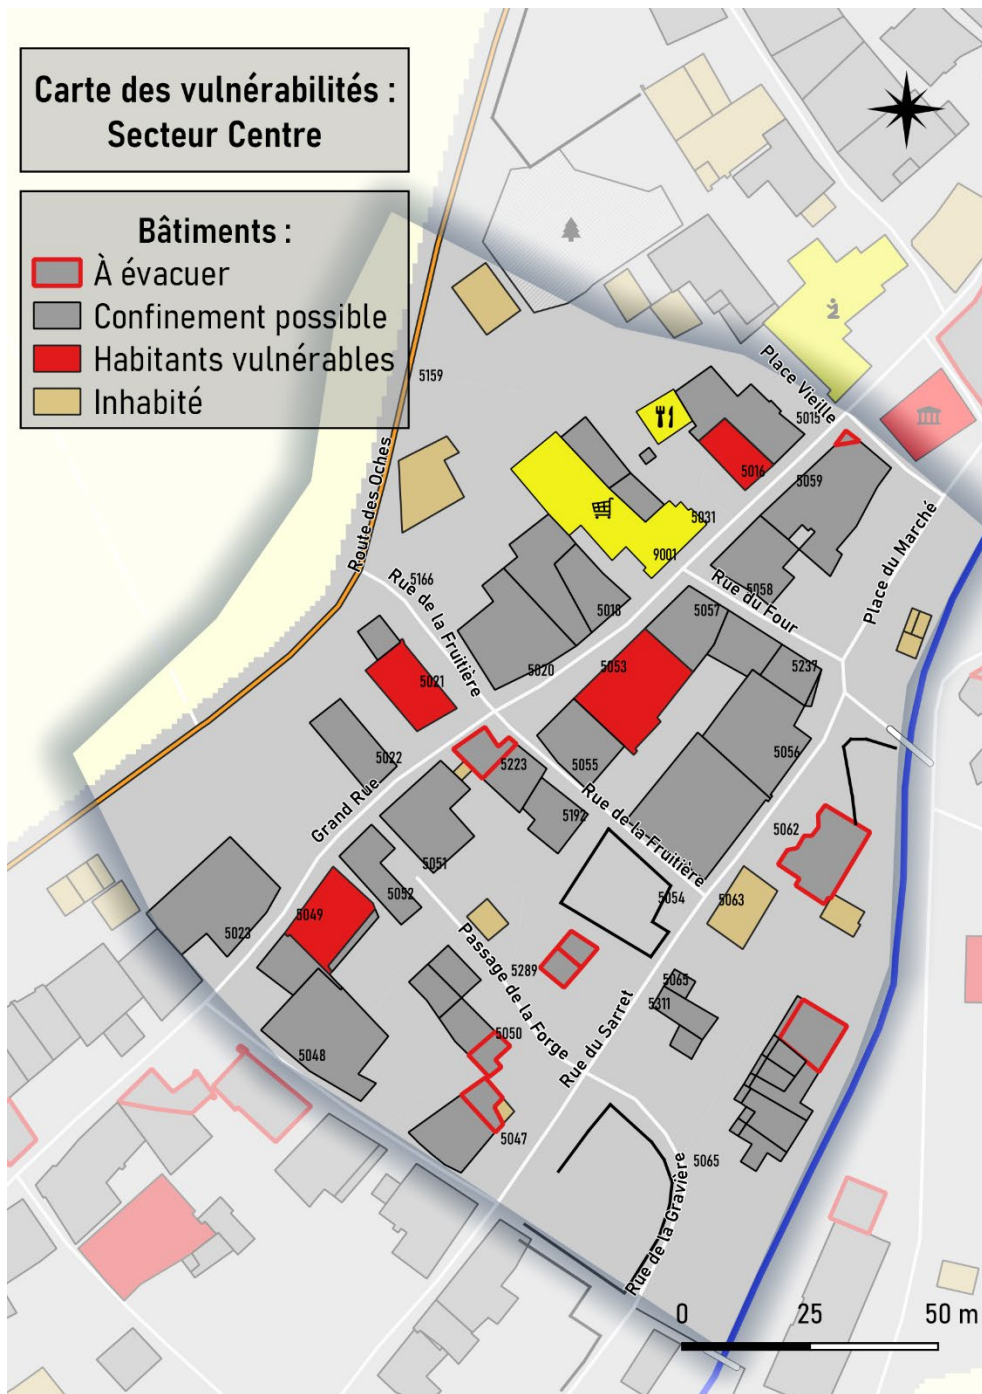 Carte des vulnérabilités :
Secteur Centre
Bâtiments :
À évacuer
Confinement possible
Habitants vulnérables
Inhabité
Place Vieille
5159
5015
Route des Oches
5016
5059
5031
Place du Marché
9001
5166
Rue de la Fruitière
5058
Rue du Four
5018
5057
5020
5053
5237
5021
5022
5223
5055
5056
Grand Rue
5192
Rue de la Fruitière
5062
5051
5052
5054
5063
5049
5023
Passage de la Forge
5289
5065
5311
Rue du Sarret
5050
5048
5047
5065
Rue de la Gravière
0 25 50 m